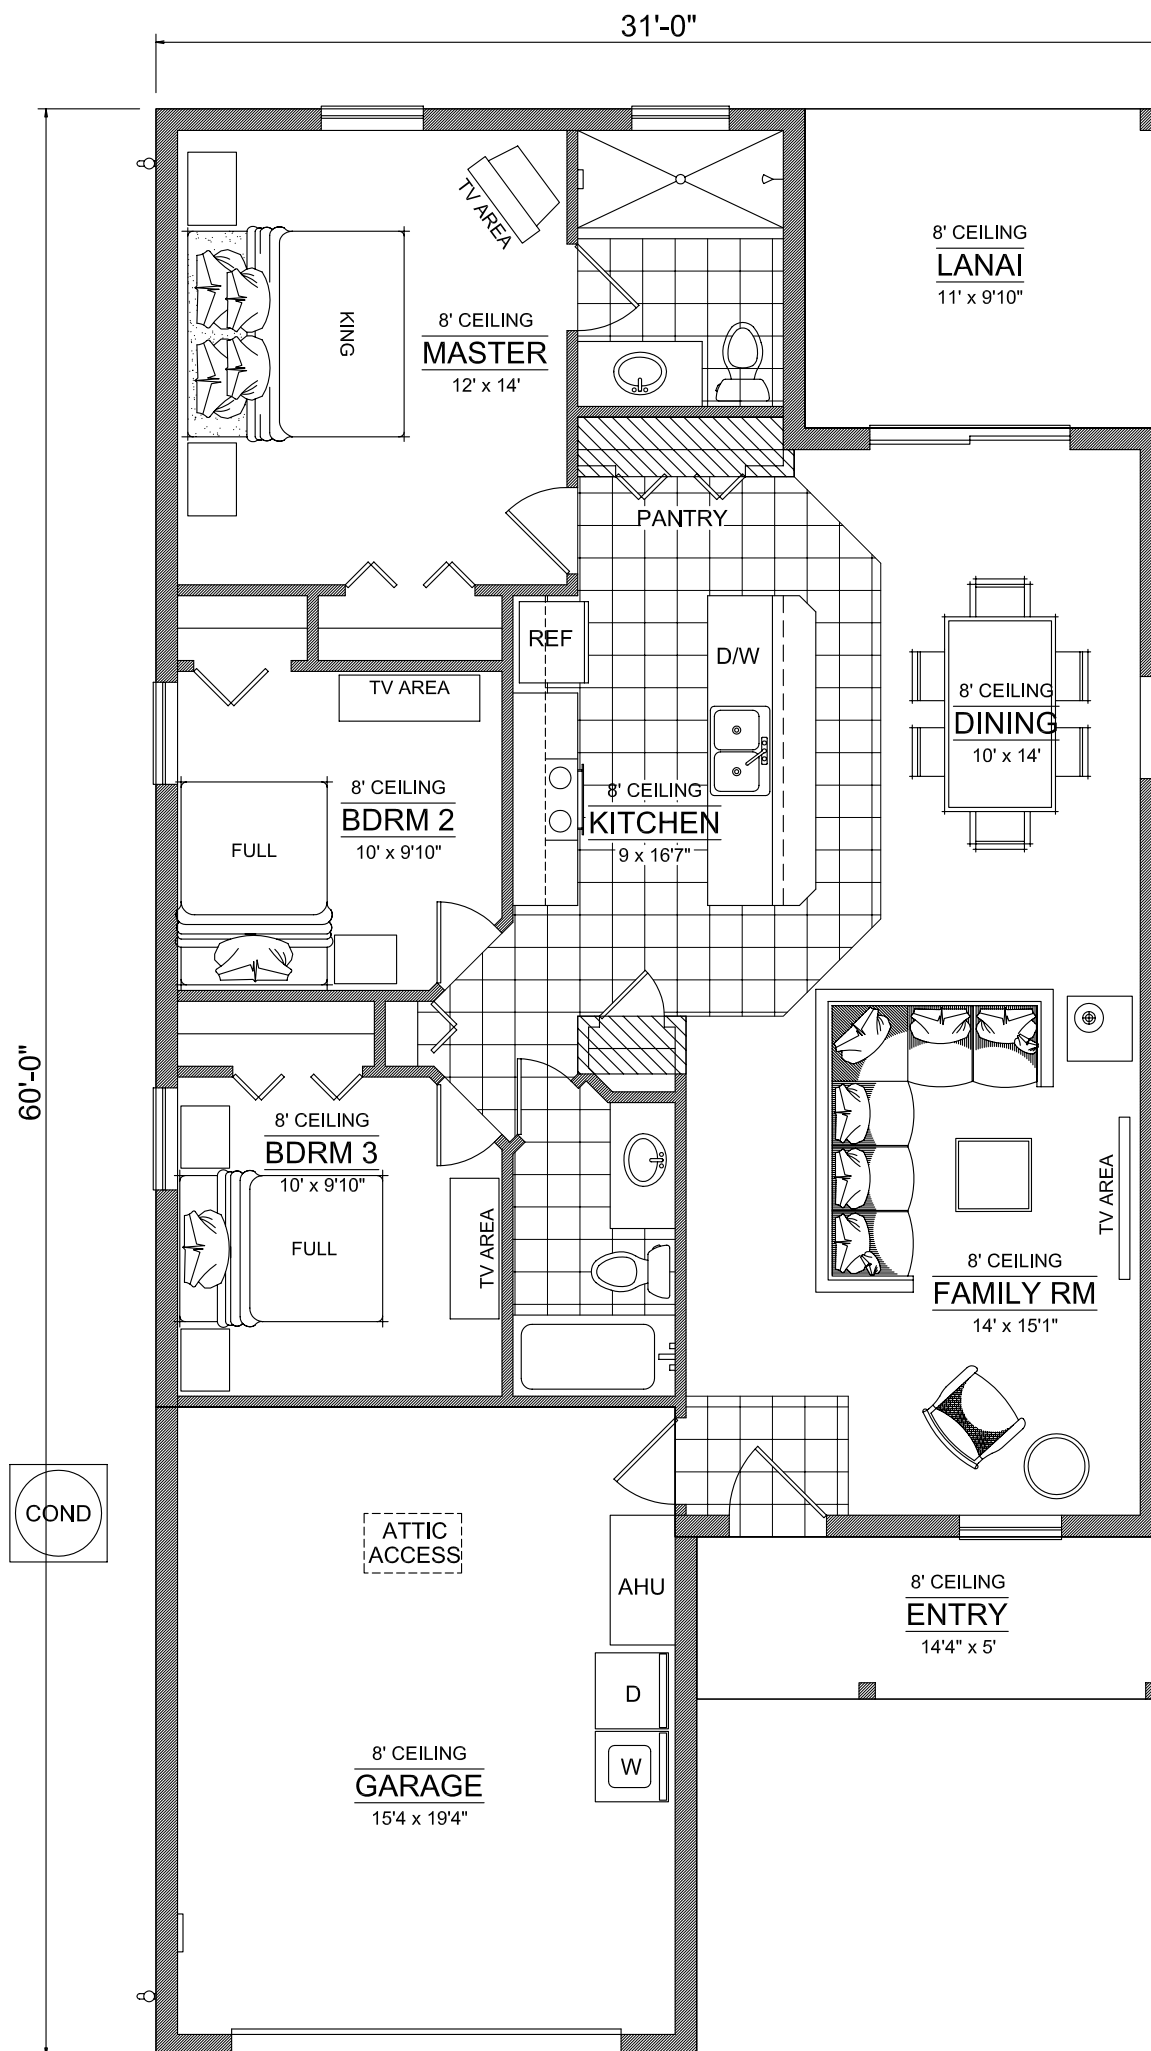 31'-0"
8' CEILING
LANAI
11' x 9'10"
TV AREA
KING
8' CEILING
MASTER
12' x 14'
PANTRY
REF
D/W
TV AREA
8' CEILING
DINING
10' x 14'
8' CEILING
BDRM 2
10' x 9'10"
8' CEILING
KITCHEN
9 x 16'7"
FULL
60'-0"
8' CEILING
BDRM 3
10' x 9'10"
FULL
TV AREA
TV AREA
8' CEILING
FAMILY RM
14' x 15'1"
COND
ATTIC
ACCESS
AHU
8' CEILING
ENTRY
14'4" x 5'
D
W
8' CEILING
GARAGE
15'4 x 19'4"